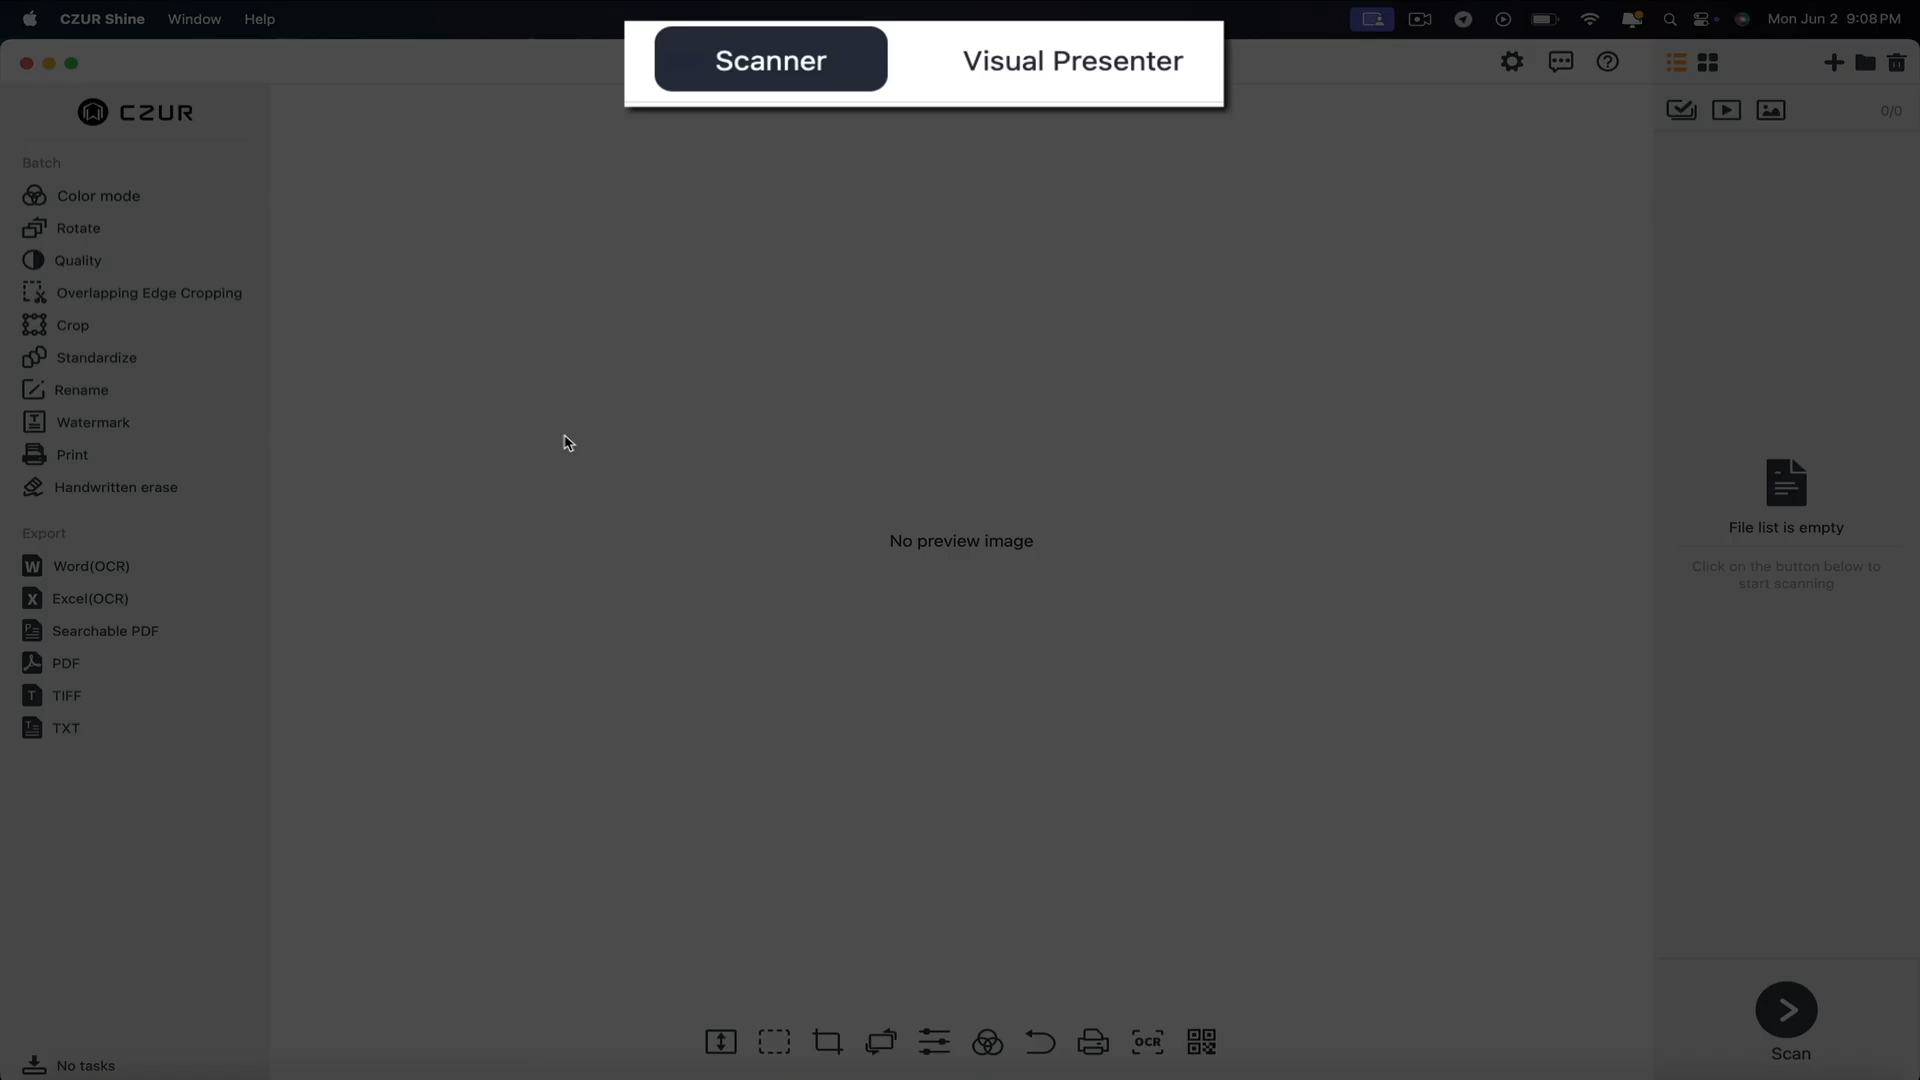 CZUR Shine Window Help Mon Jun 2 9:08 PM
Scanner Visual Presenter
CZUR
0/0
Batch
Color mode
Rotate
Quality
Overlapping Edge Cropping
Crop
Standardize
Rename
Watermark
Print
Handwritten erase
Export
Word(OCR)
Excel(OCR)
Searchable PDF
PDF
TIFF
TXT
No tasks
No preview image
OCR
File list is empty
Click on the button below to
start scanning
Scan